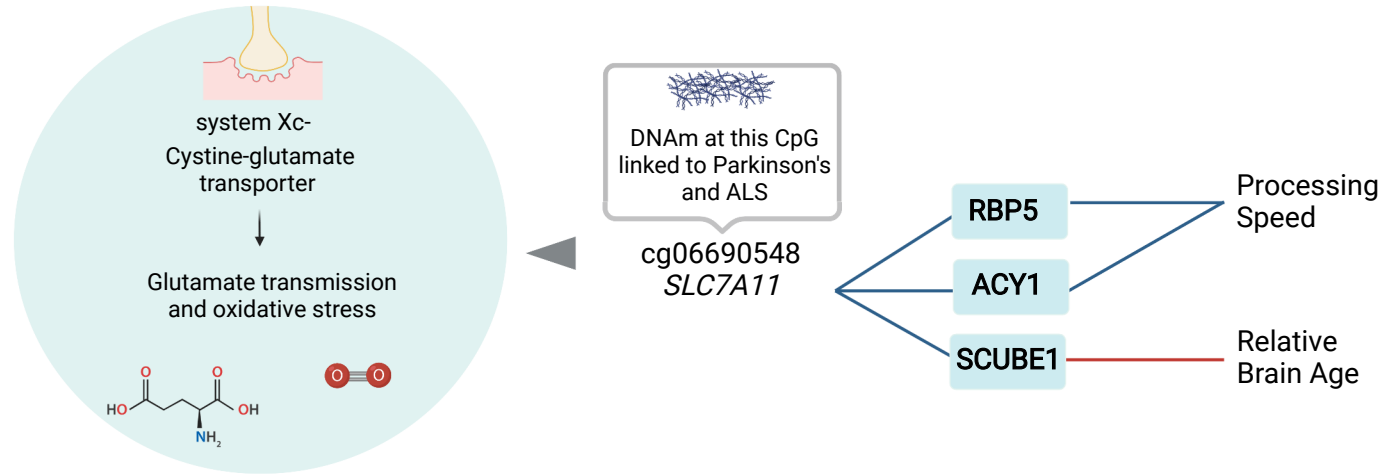 system Xc-
Cystine-glutamate
transporter
Glutamate transmission
and oxidative stress
O
O
HO
OH
NH2
O
O
DNAm at this CpG
linked to Parkinson's
and ALS
cg06690548
SLC7A11
RBP5
ACY1
SCUBE1
Processing
Speed
Relative
Brain Age